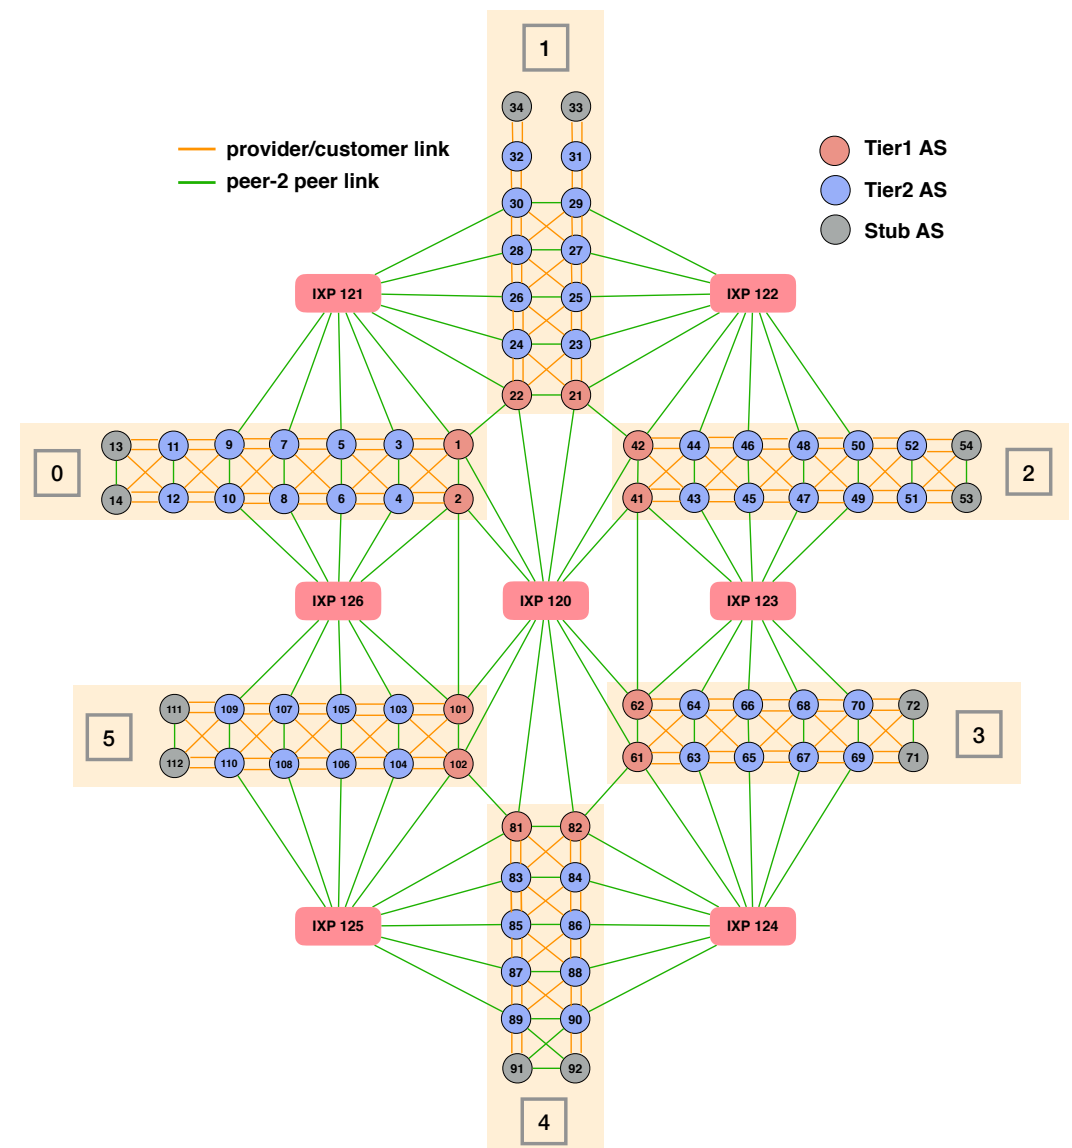 1
34 33
provider/customer link
Tier1 AS
32 31
peer-2 peer link
Tier2 AS
30 29
Stub AS
28 27
IXP 121
26 25
IXP 122
24 23
22 21
13 11 9 7 5 3 1
42 44 46 48 50 52 54
0
2
14 12 10 8 6 4 2
41 43 45 47 49 51 53
IXP 126
IXP 120
IXP 123
111 109 107 105 103 101
62 64 66 68 70 72
5
3
112 110 108 106 104 102
61 63 65 67 69 71
81 82
83 84
IXP 125
85 86
IXP 124
87 88
89 90
91 92
4